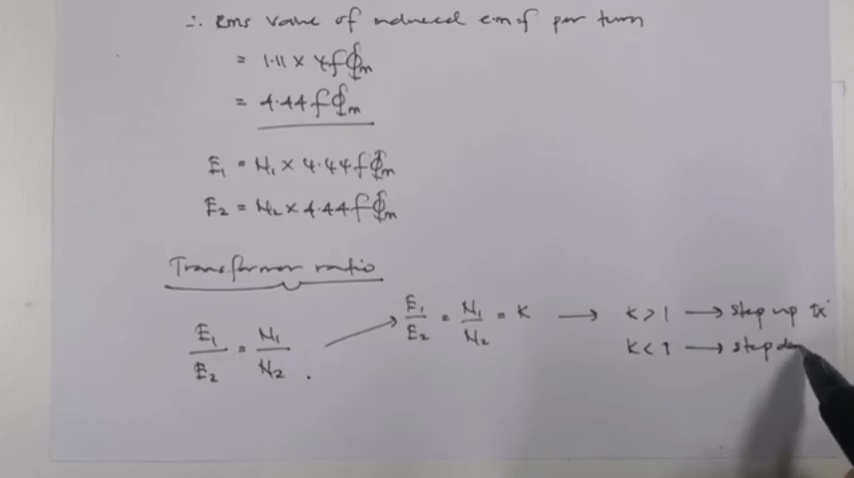 ∴ Rms value of induced emf per turn
= 1.11 × 4fΦm
= 4.44fΦm
E₁ = N₁ × 4.44fΦm
E₂ = N₂ × 4.44fΦm
Transformer ratio
E₁/E₂ = N₁/N₂ .
E₁/E₂ = N₁/N₂ = K → K > 1 → step up Tx
K < 1 → step do